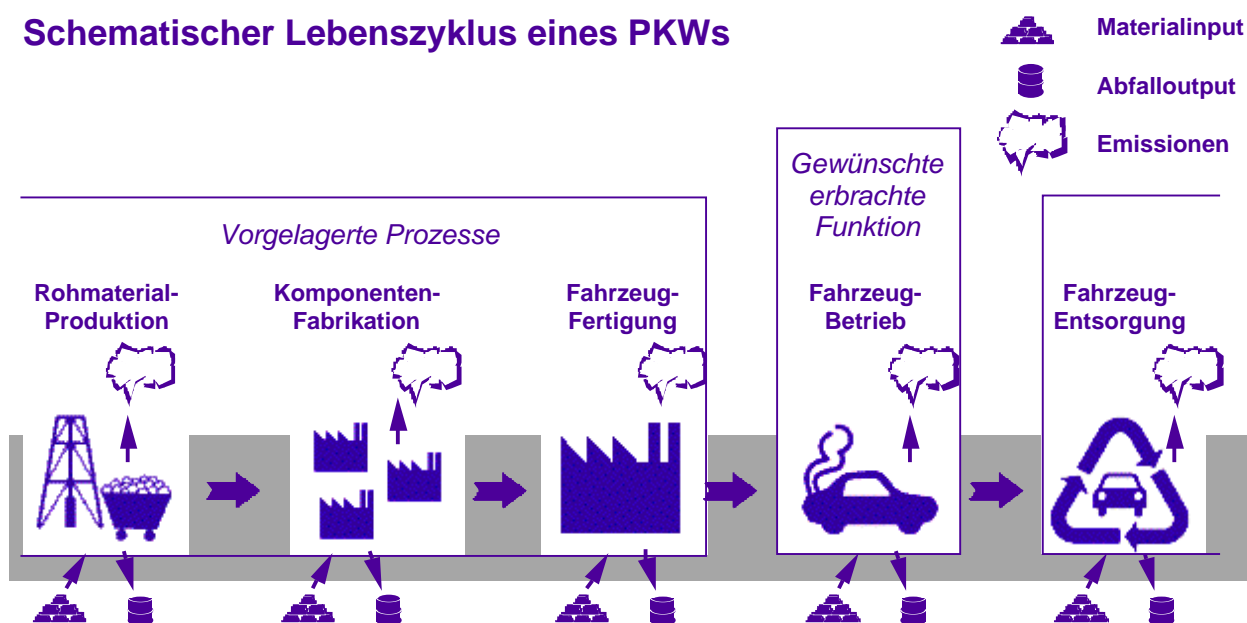 Schematischer Lebenszyklus eines PKWs
Materialinput
Abfalloutput
Emissionen
Vorgelagerte Prozesse
Gewünschte
erbrachte
Funktion
Rohmaterial-
Produktion
Komponenten-
Fabrikation
Fahrzeug-
Fertigung
Fahrzeug-
Betrieb
Fahrzeug-
Entsorgung